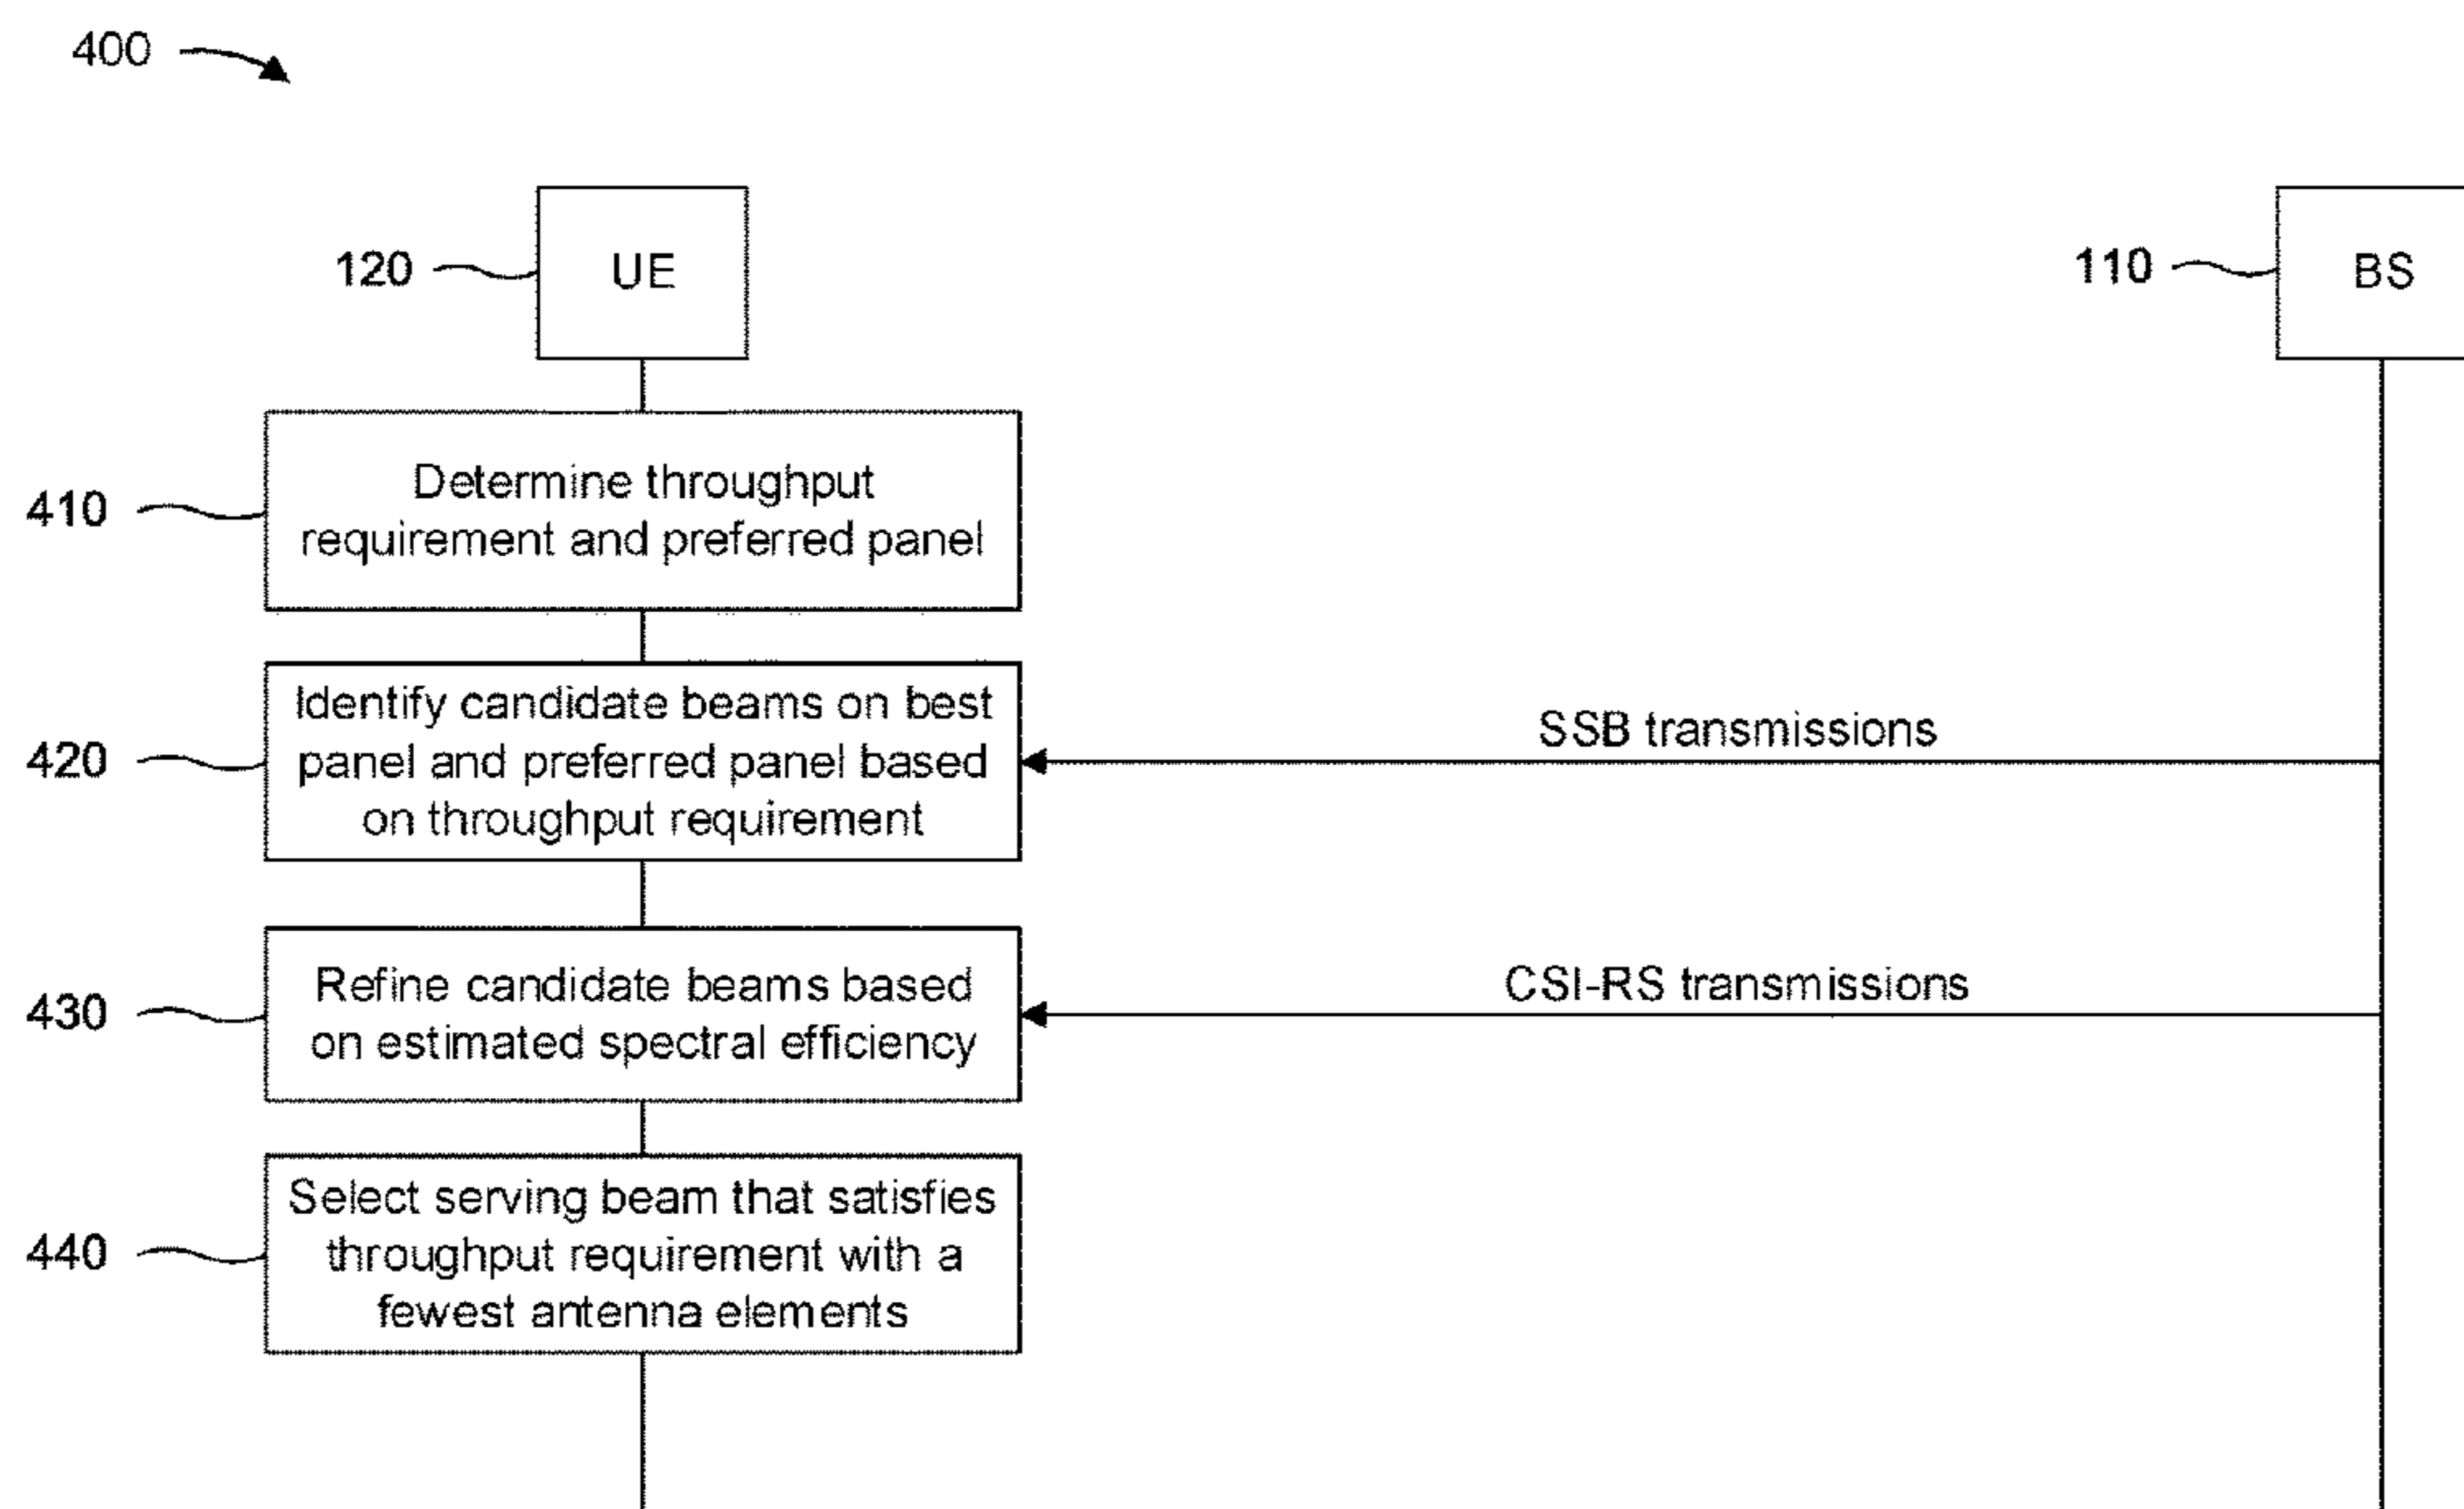 400
120
UE
110
BS
410
Determine throughput
requirement and preferred panel
420
Identify candidate beams on best
panel and preferred panel based
on throughput requirement
SSB transmissions
430
Refine candidate beams based
on estimated spectral efficiency
CSI-RS transmissions
440
Select serving beam that satisfies
throughput requirement with a
fewest antenna elements